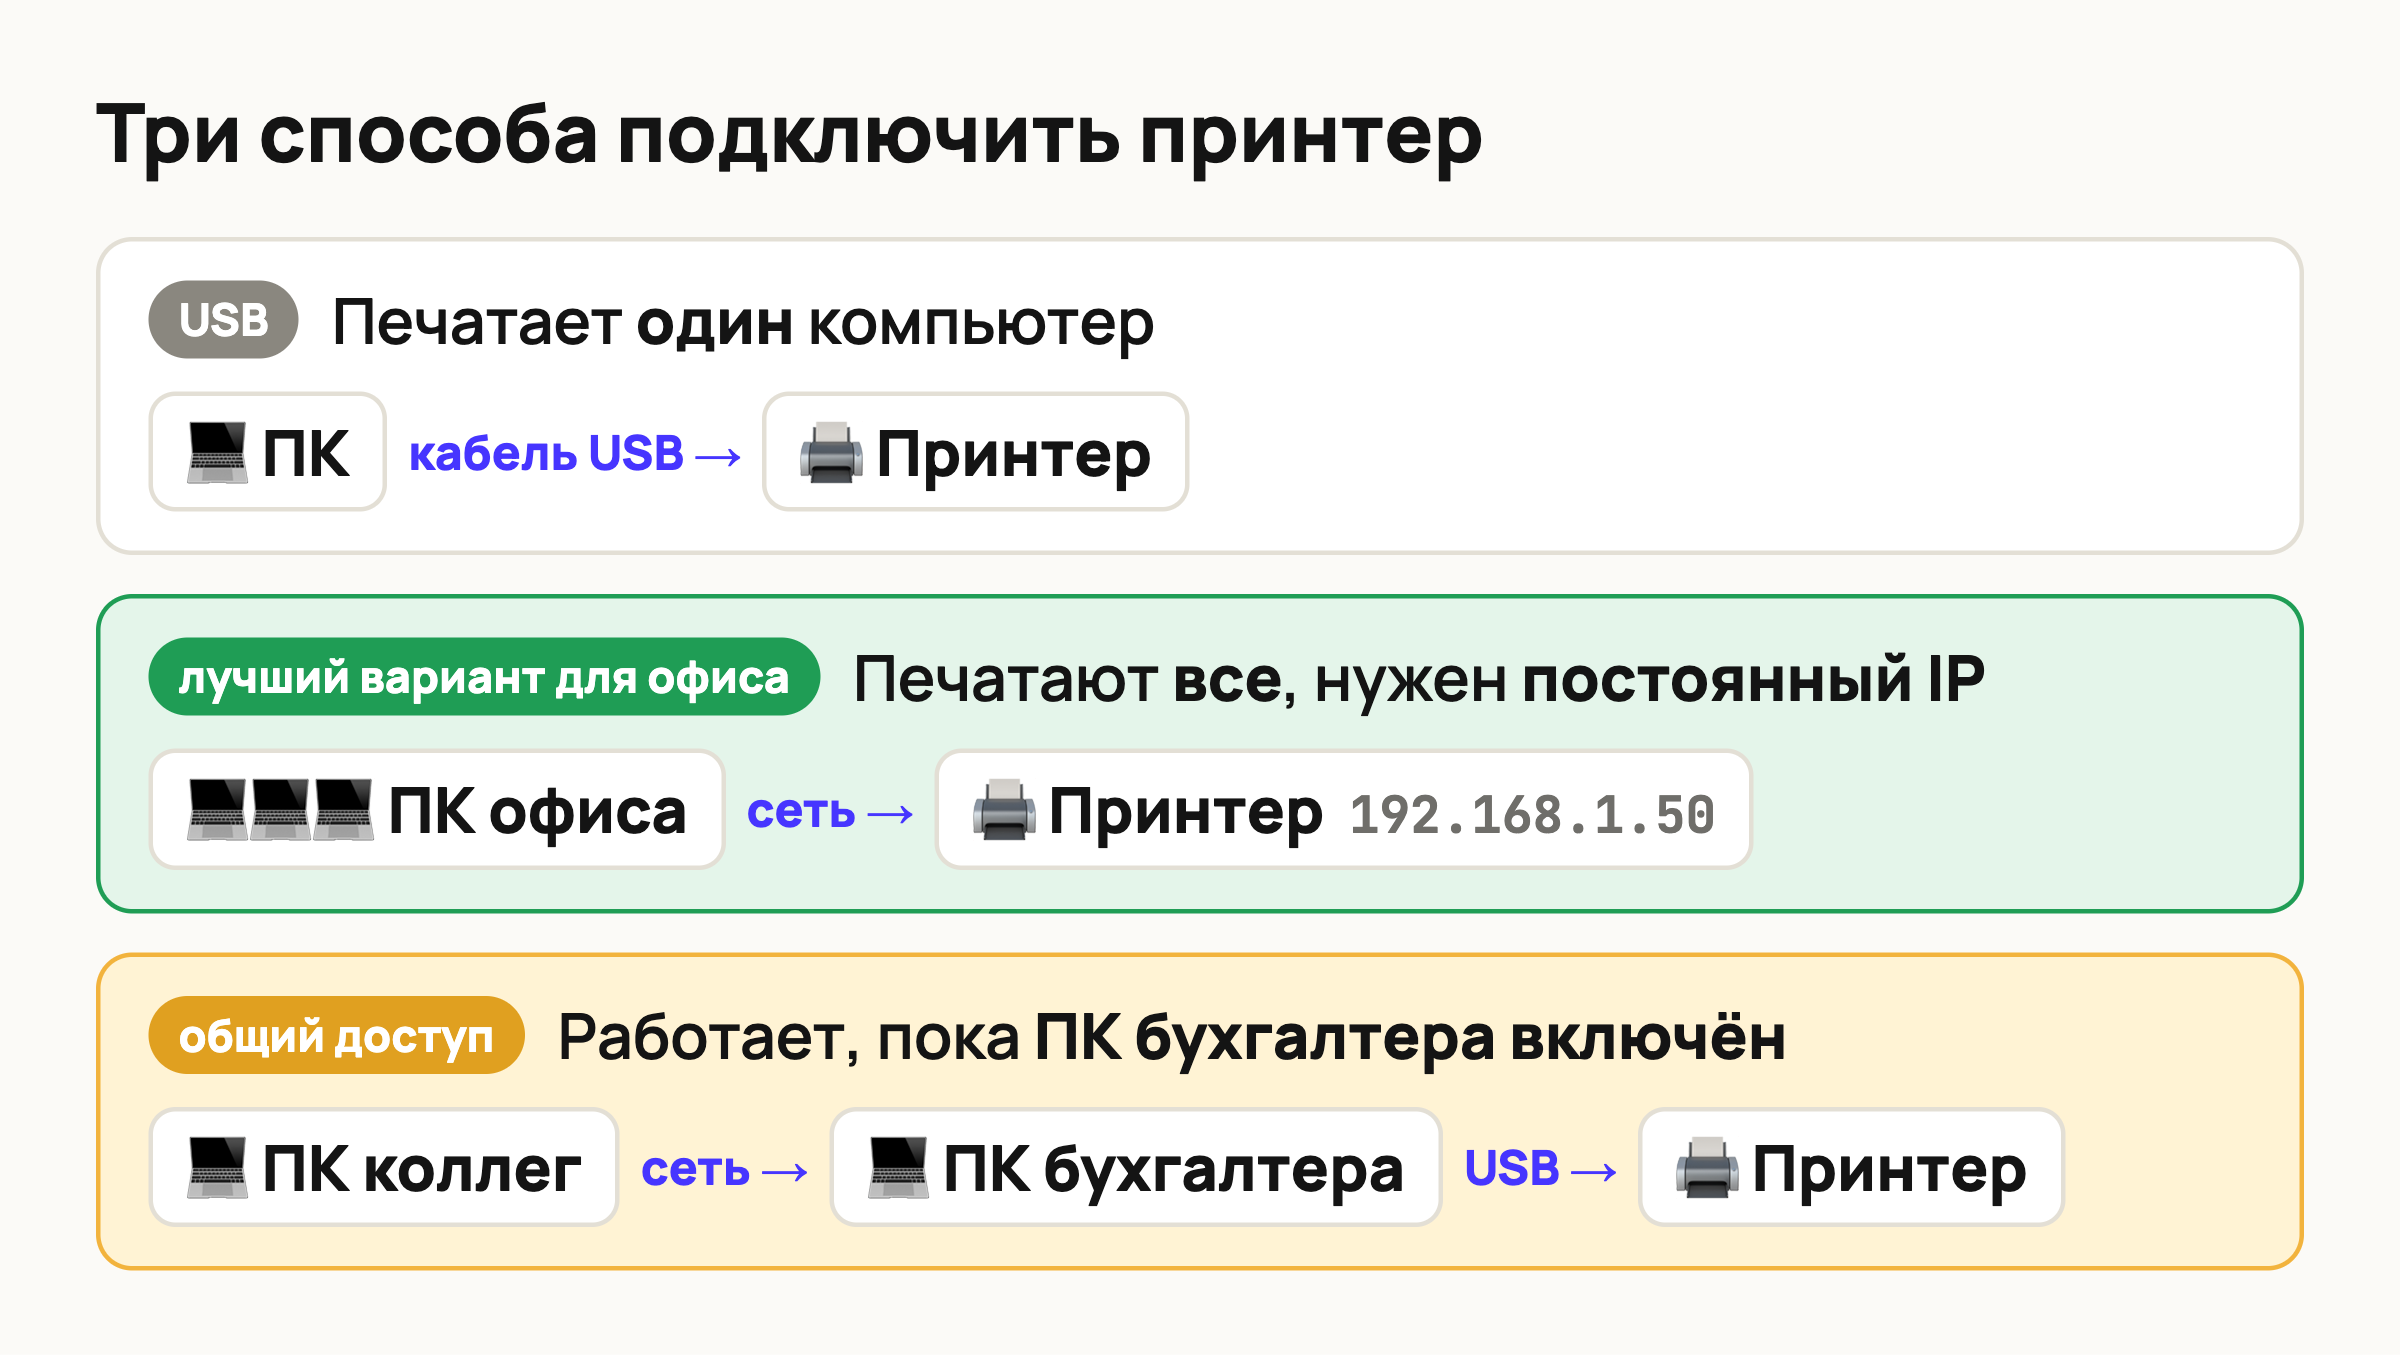 Три способа подключить принтер
USB Печатает один компьютер
ПК кабель USB → Принтер
лучший вариант для офиса Печатают все, нужен постоянный IP
ПК офиса сеть → Принтер 192.168.1.50
общий доступ Работает, пока ПК бухгалтера включён
ПК коллег сеть → ПК бухгалтера USB → Принтер